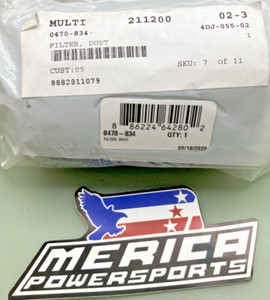 MULTI 211200 02-3
0470-834 4DJ-055-02
FILTER, DUST 1
CUST:05 SKU: 7 of 11
8882811079
8 86224 64280 2
0470-834 QTY: 1
FILTER, DUST
09/18/2020
MERICA
POWERSPORTS